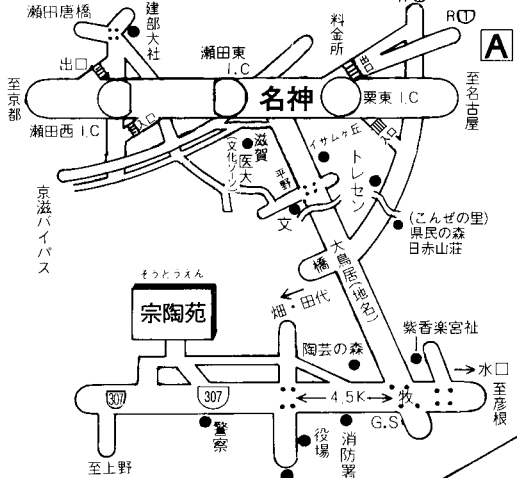 瀬田唐橋
建部大社
瀬田東
I.C
料金所
R①
A
出口
出口
至京都
名神
栗東 I.C
至名古屋
瀬田西 I.C
入口
入口
滋賀医大
(文化ゾーン)
イサムヶ丘
トレセン
平野
文
京滋バイパス
(こんぜの里)
県民の森
日赤山荘
大鳥居(地名)
橋
←
畑・田代
そうとうえん
宗陶苑
陶芸の森
紫香楽宮祉
→水口
至彦根
307
307
←4.5K→
牧
G.S
警察
役場
消防署
至上野